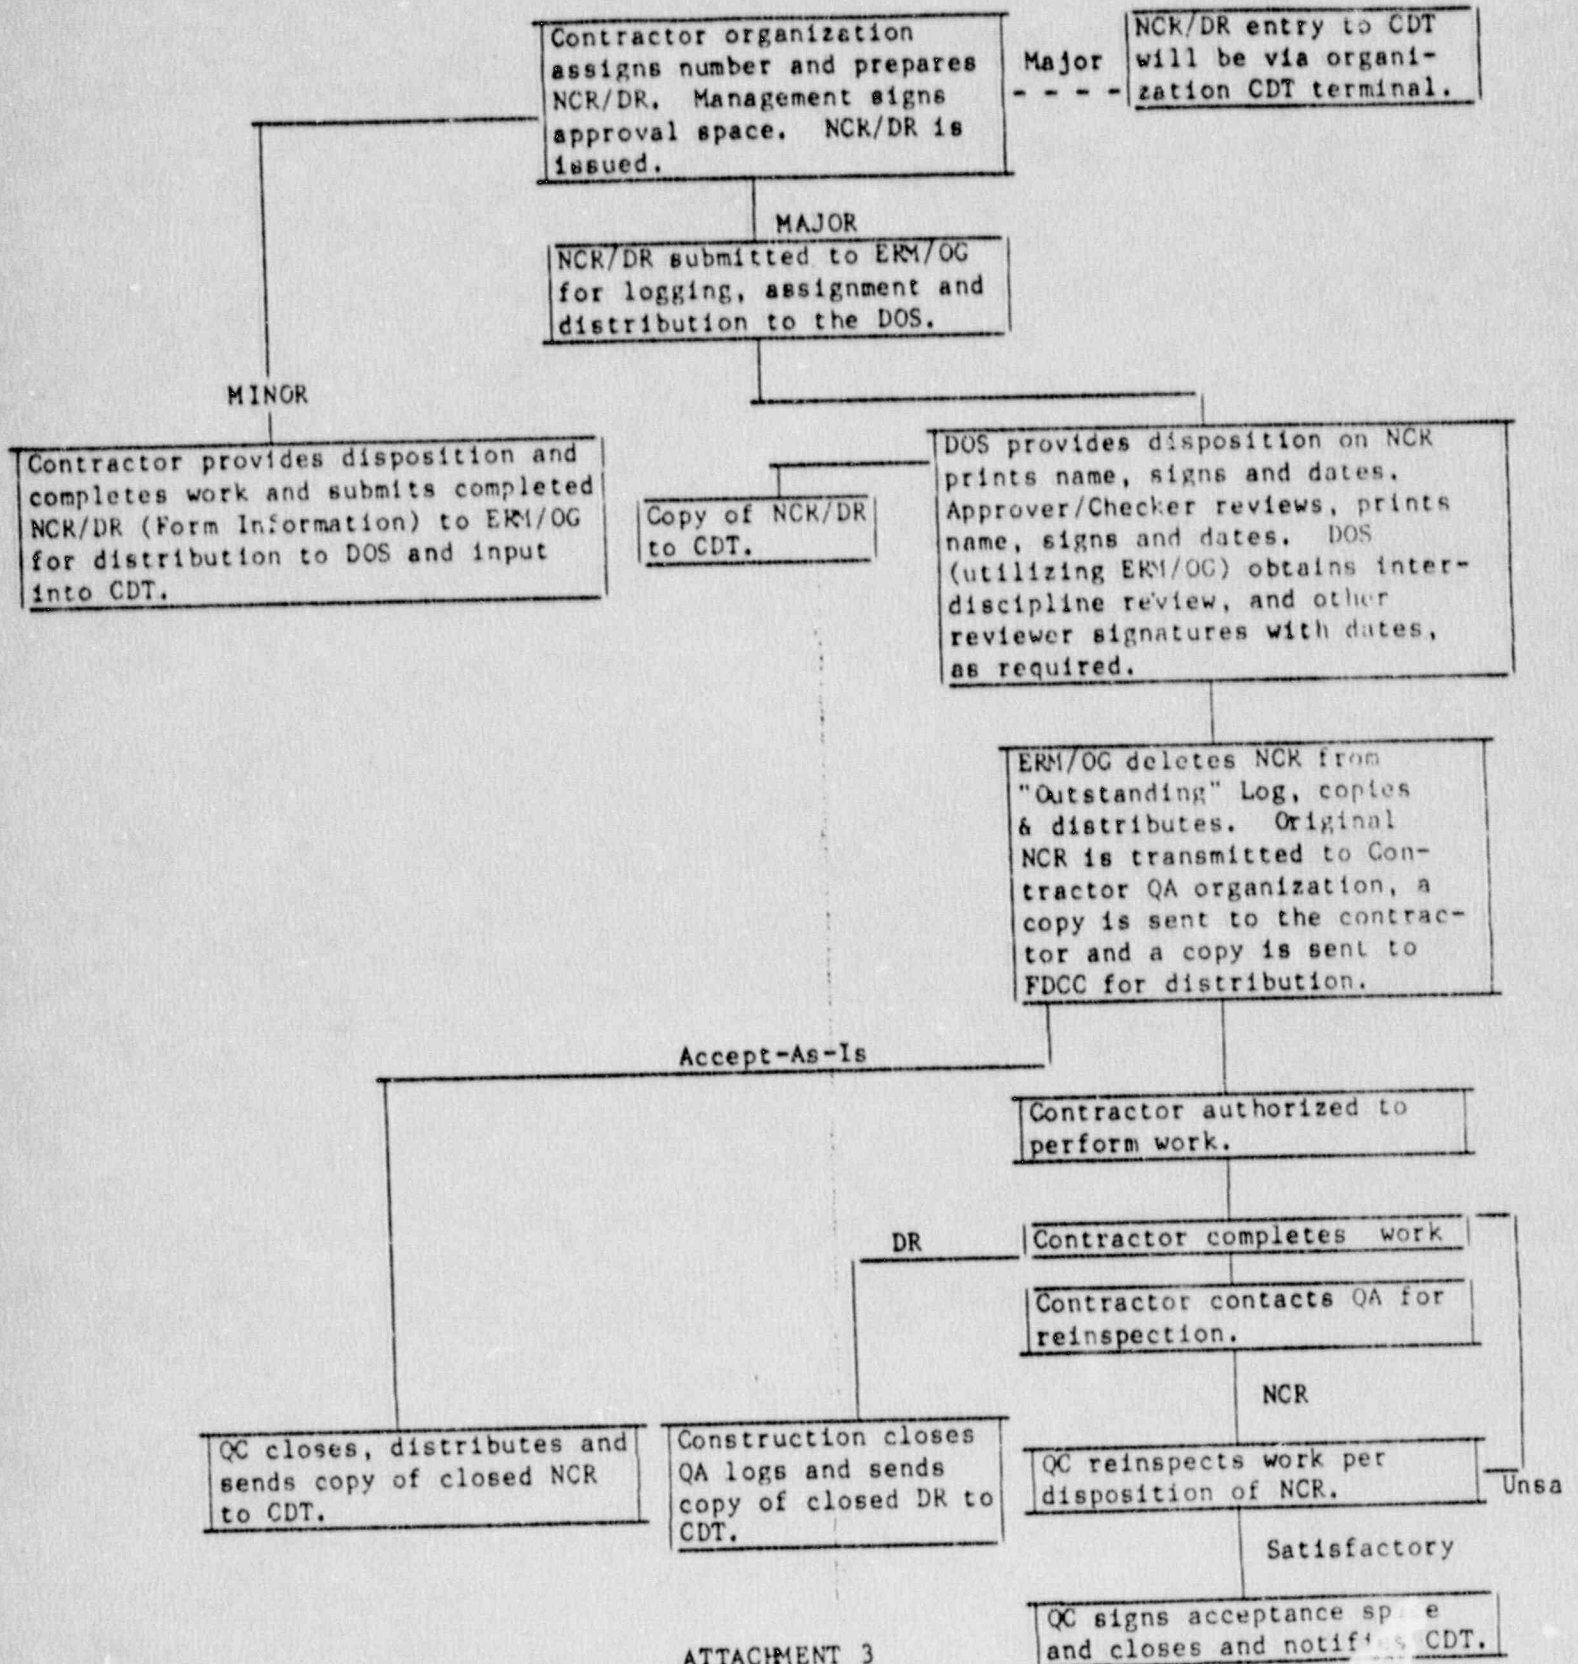 Contractor organization
assigns number and prepares
NCR/DR. Management signs
approval space. NCR/DR is
issued.
Major
NCR/DR entry to CDT
will be via organi-
zation CDT terminal.
MAJOR
NCR/DR submitted to ERM/OG
for logging, assignment and
distribution to the DOS.
MINOR
Contractor provides disposition and
completes work and submits completed
NCR/DR (Form Information) to ERM/OG
for distribution to DOS and input
into CDT.
Copy of NCR/DR
to CDT.
DOS provides disposition on NCR
prints name, signs and dates.
Approver/Checker reviews, prints
name, signs and dates. DOS
(utilizing ERM/OG) obtains inter-
discipline review, and other
reviewer signatures with dates,
as required.
ERM/OG deletes NCR from
"Outstanding" Log, copies
& distributes. Original
NCR is transmitted to Con-
tractor QA organization, a
copy is sent to the contrac-
tor and a copy is sent to
FDCC for distribution.
Accept-As-Is
Contractor authorized to
perform work.
DR
Contractor completes work
Contractor contacts QA for
reinspection.
NCR
QC closes, distributes and
sends copy of closed NCR
to CDT.
Construction closes
QA logs and sends
copy of closed DR to
CDT.
QC reinspects work per
disposition of NCR.
Unsa
Satisfactory
QC signs acceptance
and closes and notifies CDT.
ATTACHMENT 3